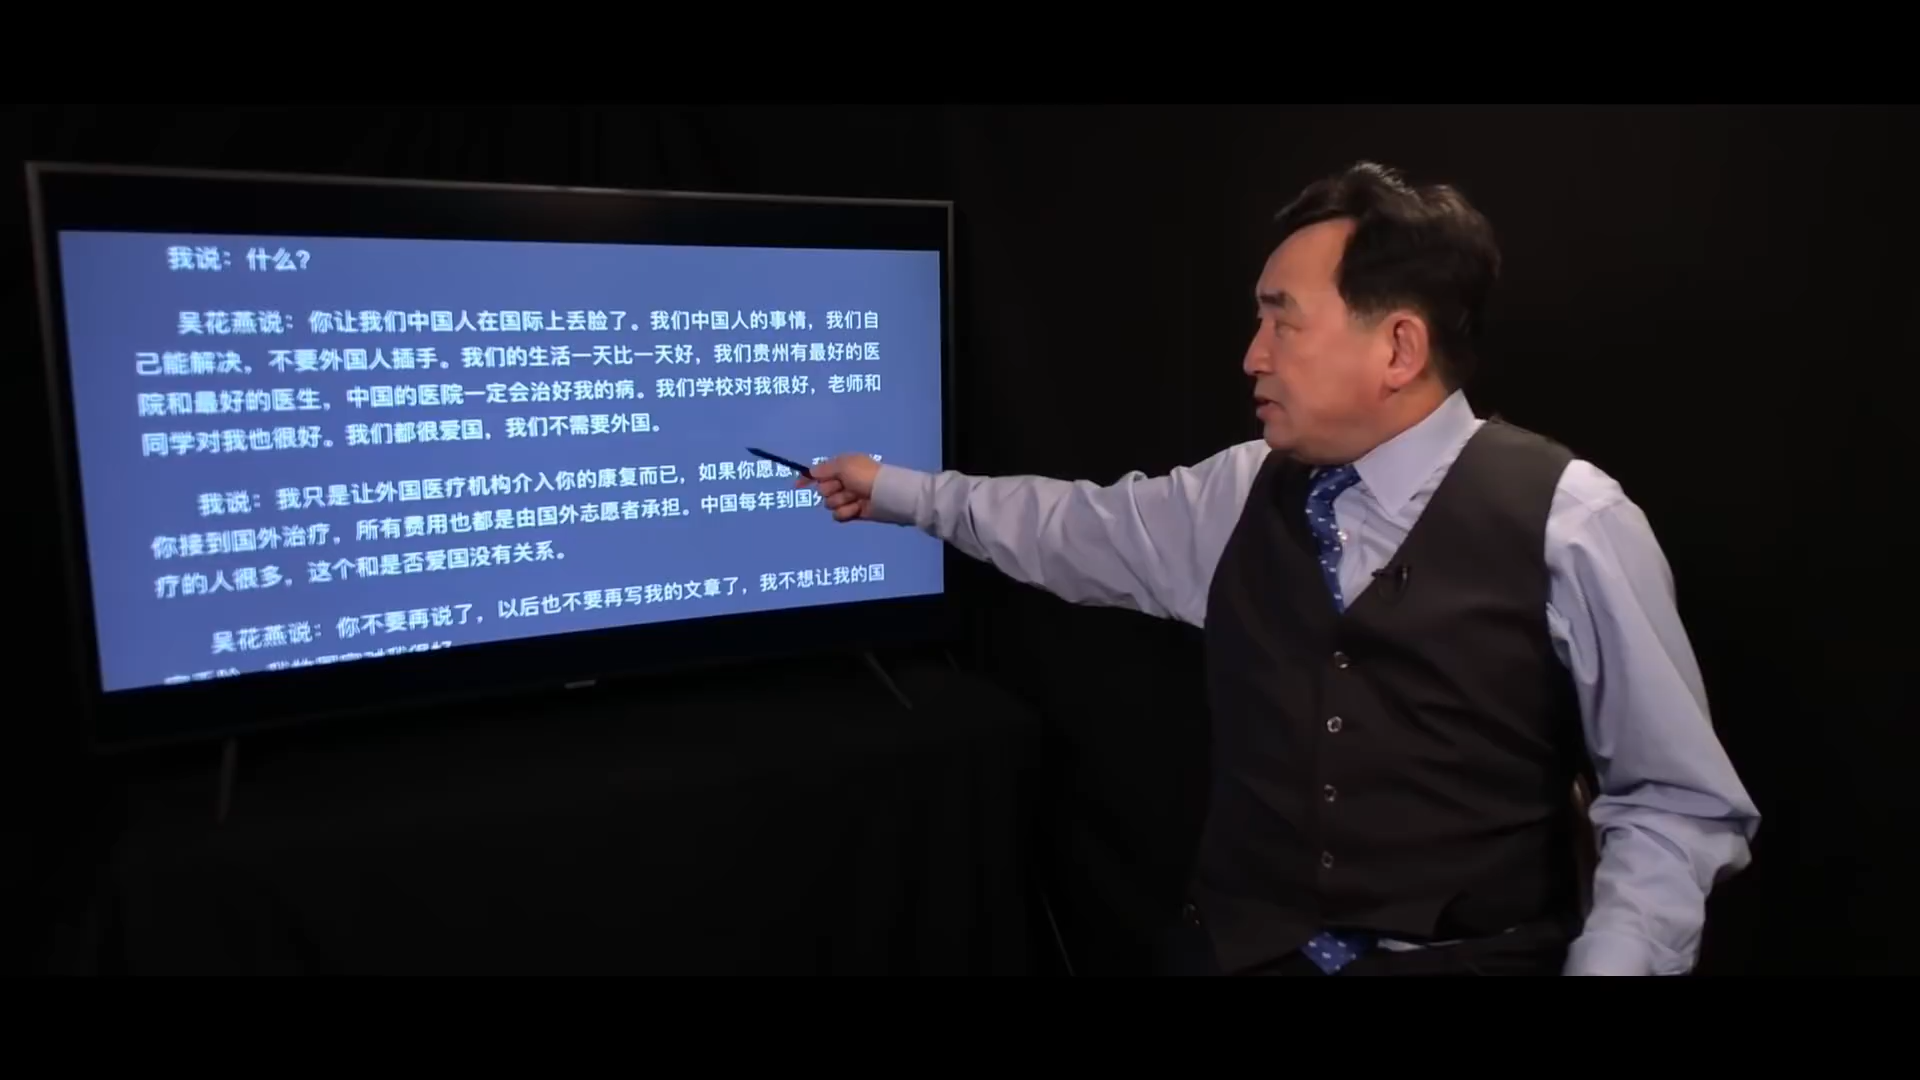 我说：什么？
吴花燕说：你让我们中国人在国际上丢脸了。我们中国人的事情，我们自
己能解决，不要外国人插手。我们的生活一天比一天好，我们贵州有最好的医
院和最好的医生，中国的医院一定会治好我的病。我们学校对我很好，老师和
同学对我也很好。我们都很爱国，我们不需要外国。
我说：我只是让外国医疗机构介入你的康复而已，如果你愿意，
你接到国外治疗，所有费用也都是由国外志愿者承担。中国每年到国
疗的人很多，这个和是否爱国没有关系。
吴花燕说：你不要再说了，以后也不要再写我的文章了，我不想让我的国